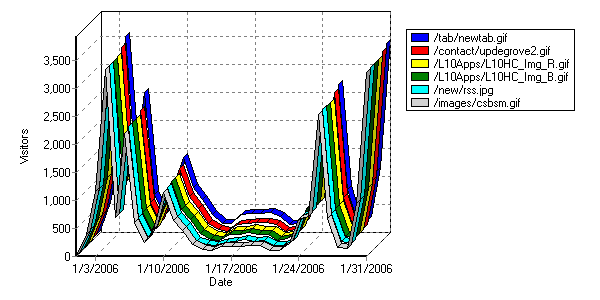 /tab/newtab.gif
/contact/updegrove2.gif
/L10Apps/L10HC_Img_R.gif
/L10Apps/L10HC_Img_B.gif
/new/rss.jpg
/images/csbsm.gif
Visitors
3,500
3,000
2,500
2,000
1,500
1,000
500
0
1/3/2006 1/10/2006 1/17/2006 1/24/2006 1/31/2006
Date